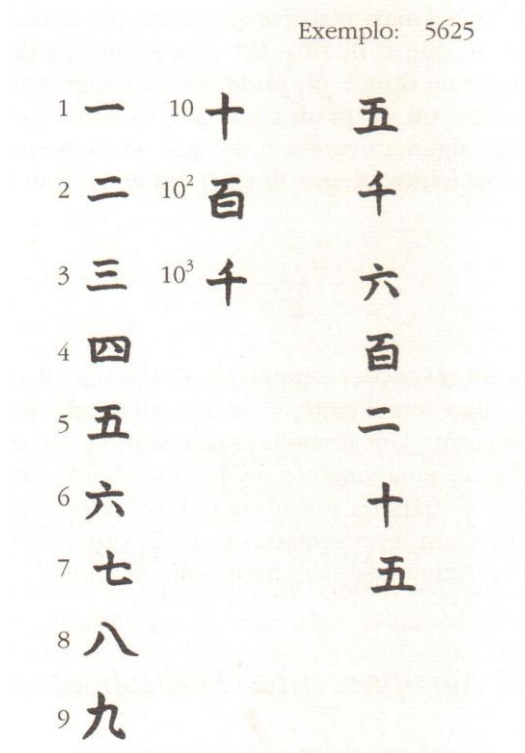 Exemplo: 5625
1 一 10 十 五
2 二 10² 百 千
3 三 10³ 千 六
4 四 百
5 五 二
6 六 十
7 七 五
8 八
9 九